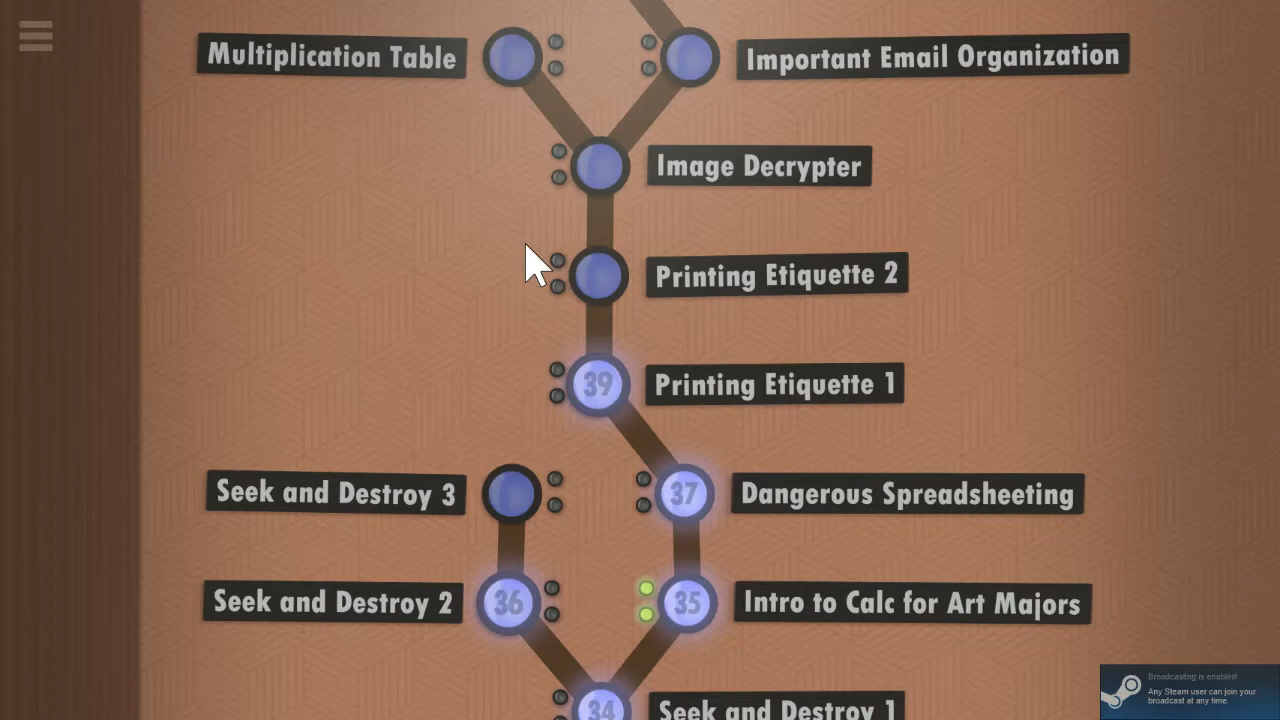 Multiplication Table
Important Email Organization
Image Decrypter
Printing Etiquette 2
39
Printing Etiquette 1
Seek and Destroy 3
37
Dangerous Spreadsheeting
Seek and Destroy 2
36
35
Intro to Calc for Art Majors
34
Seek and Destroy 1
Broadcasting is enabled!
Any Steam user can join your
broadcast at any time.